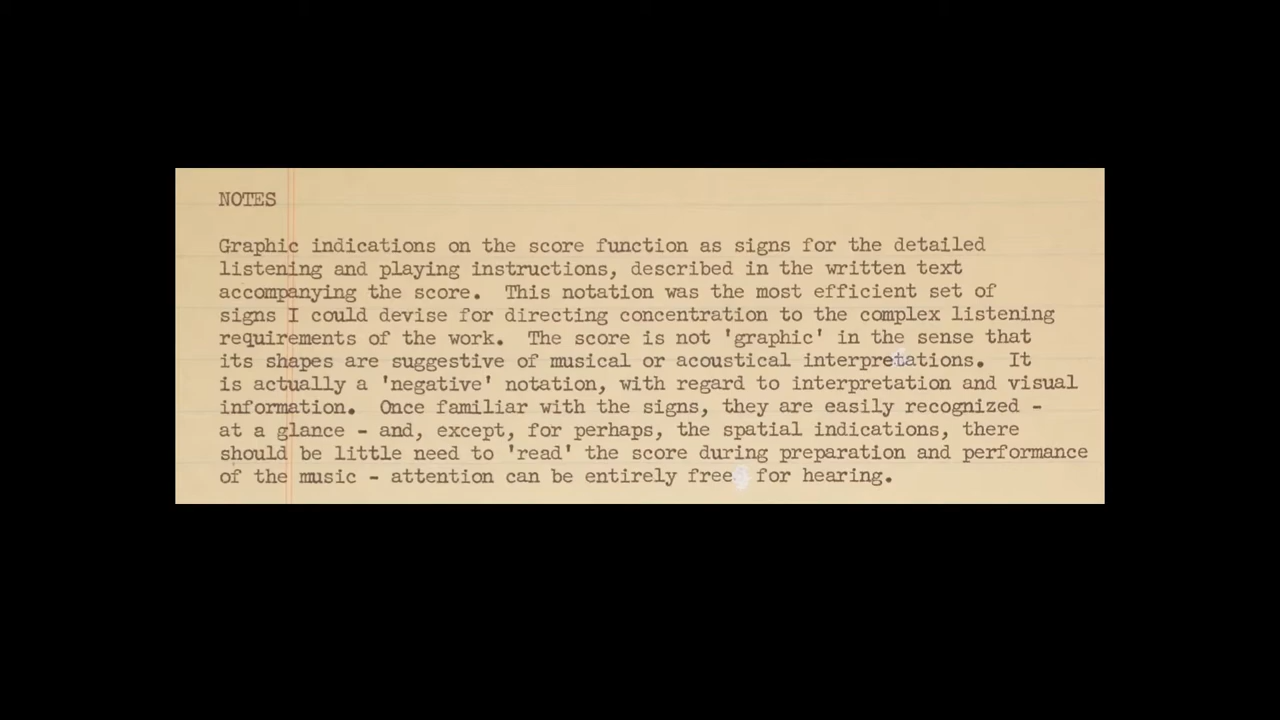 NOTES
Graphic indications on the score function as signs for the detailed
listening and playing instructions, described in the written text
accompanying the score.  This notation was the most efficient set of
signs I could devise for directing concentration to the complex listening
requirements of the work.  The score is not 'graphic' in the sense that
its shapes are suggestive of musical or acoustical interpretations.  It
is actually a 'negative' notation, with regard to interpretation and visual
information.  Once familiar with the signs, they are easily recognized -
at a glance - and, except, for perhaps, the spatial indications, there
should be little need to 'read' the score during preparation and performance
of the music - attention can be entirely free for hearing.